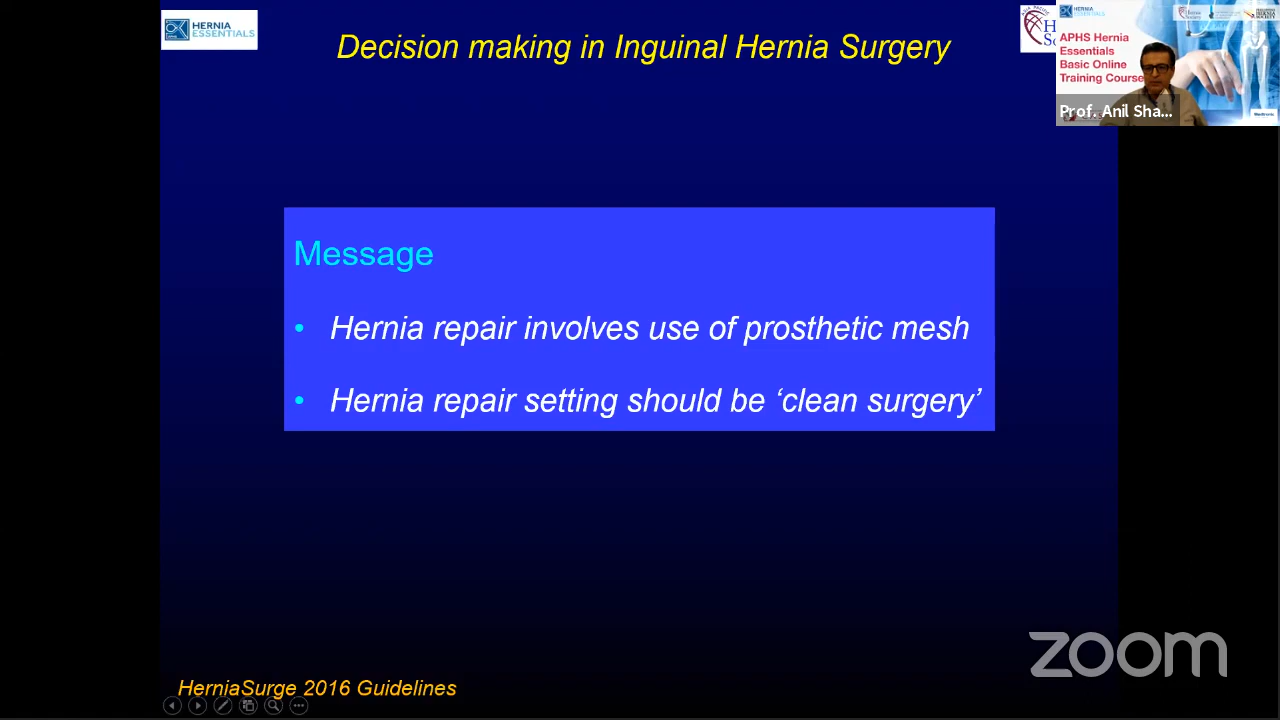 HERNIA
ESSENTIALS
Decision making in Inguinal Hernia Surgery
HERNIA
ESSENTIALS
APHS Hernia
Essentials
Basic Online
Training Course
Prof. Anil Sha...
Message
• Hernia repair involves use of prosthetic mesh
• Hernia repair setting should be ‘clean surgery’
zoom
HerniaSurge 2016 Guidelines